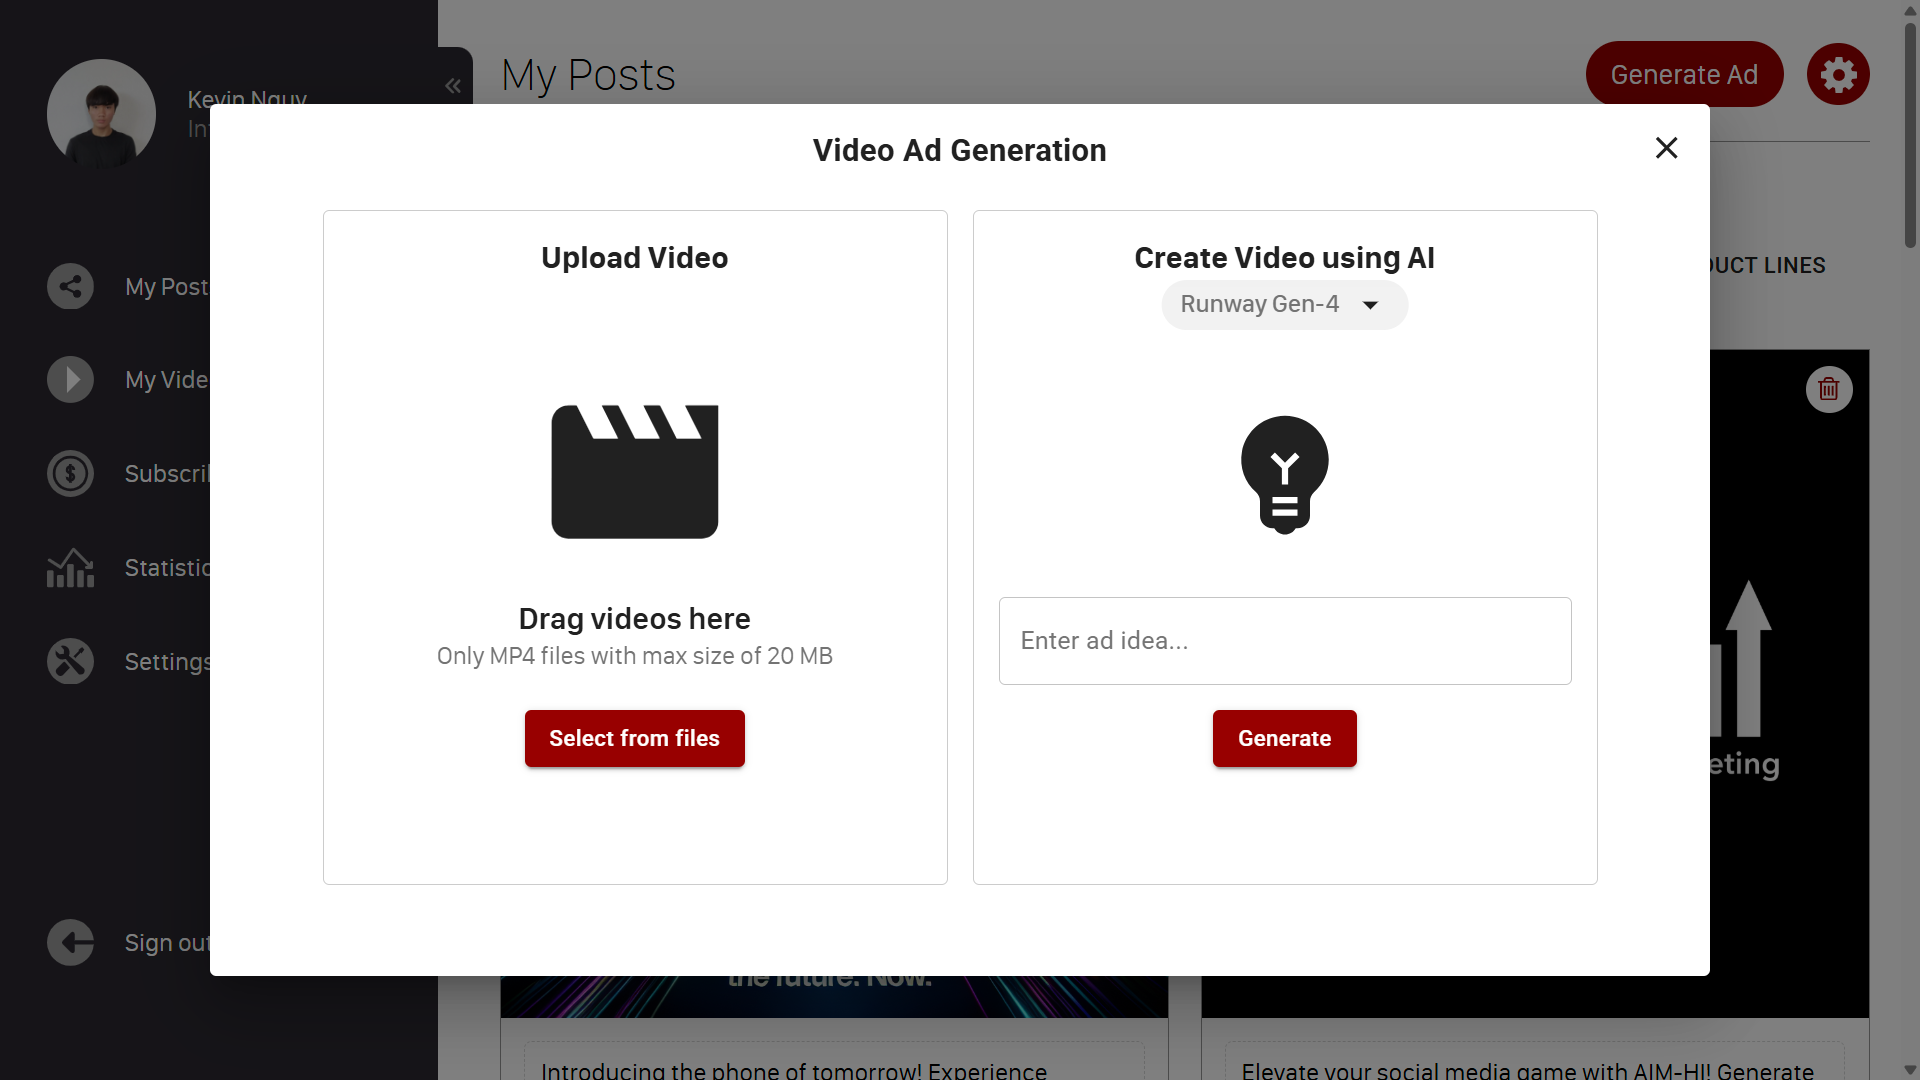 Kevin Nguy
My Posts
Generate Ad
Video Ad Generation
Upload Video
Drag videos here
Only MP4 files with max size of 20 MB
Select from files
Create Video using AI
Runway Gen-4
Enter ad idea...
Generate
My Post
My Vide
Subscri
Statistic
Settings
Sign out
DUCT LINES
eting
the future. Now.
Introducing the phone of tomorrow! Experience
Elevate your social media game with AIM-HI! Generate